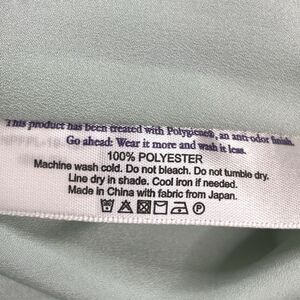 This product has been treated with Polygiene®, an anti-odor finish.
Go ahead: Wear it more and wash it less.
100% POLYESTER
Machine wash cold. Do not bleach. Do not tumble dry.
Line dry in shade. Cool iron if needed.
Made in China with fabric from Japan.